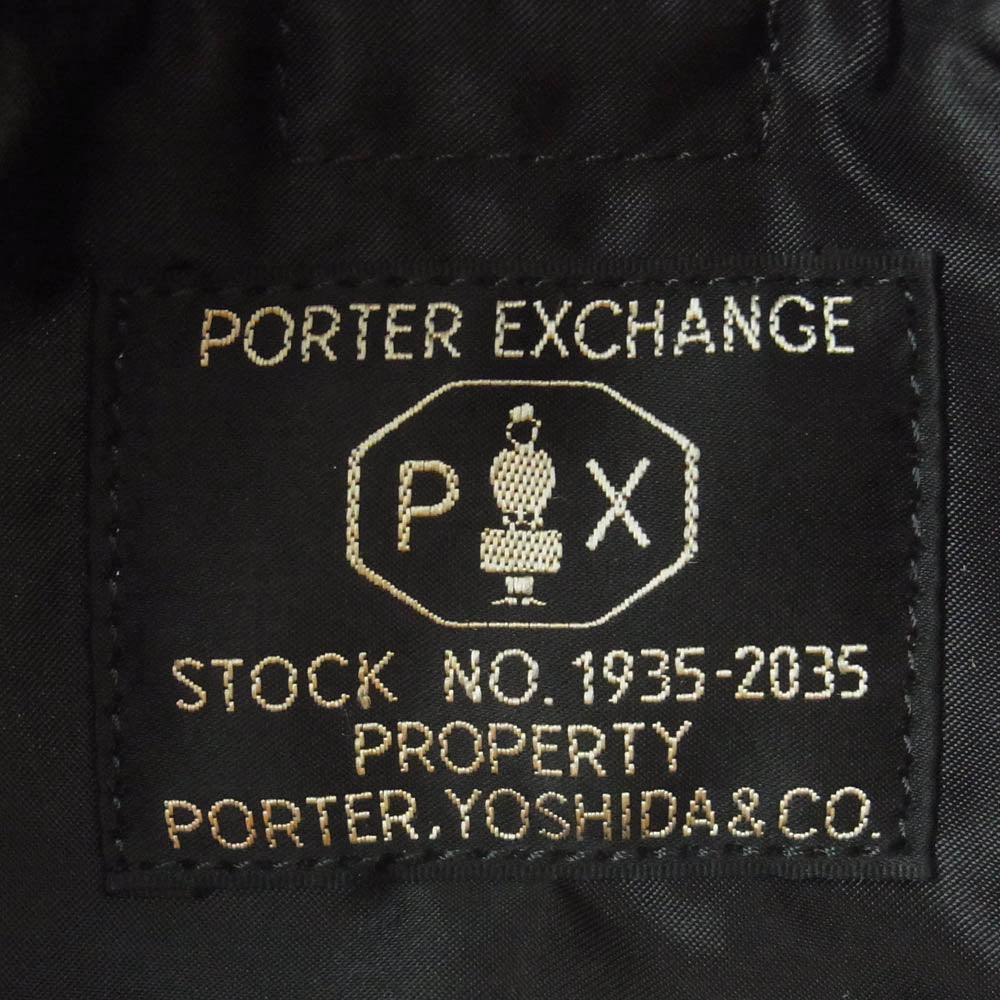 PORTER EXCHANGE
P X
STOCK NO. 1935-2035
PROPERTY
PORTER, YOSHIDA & CO.